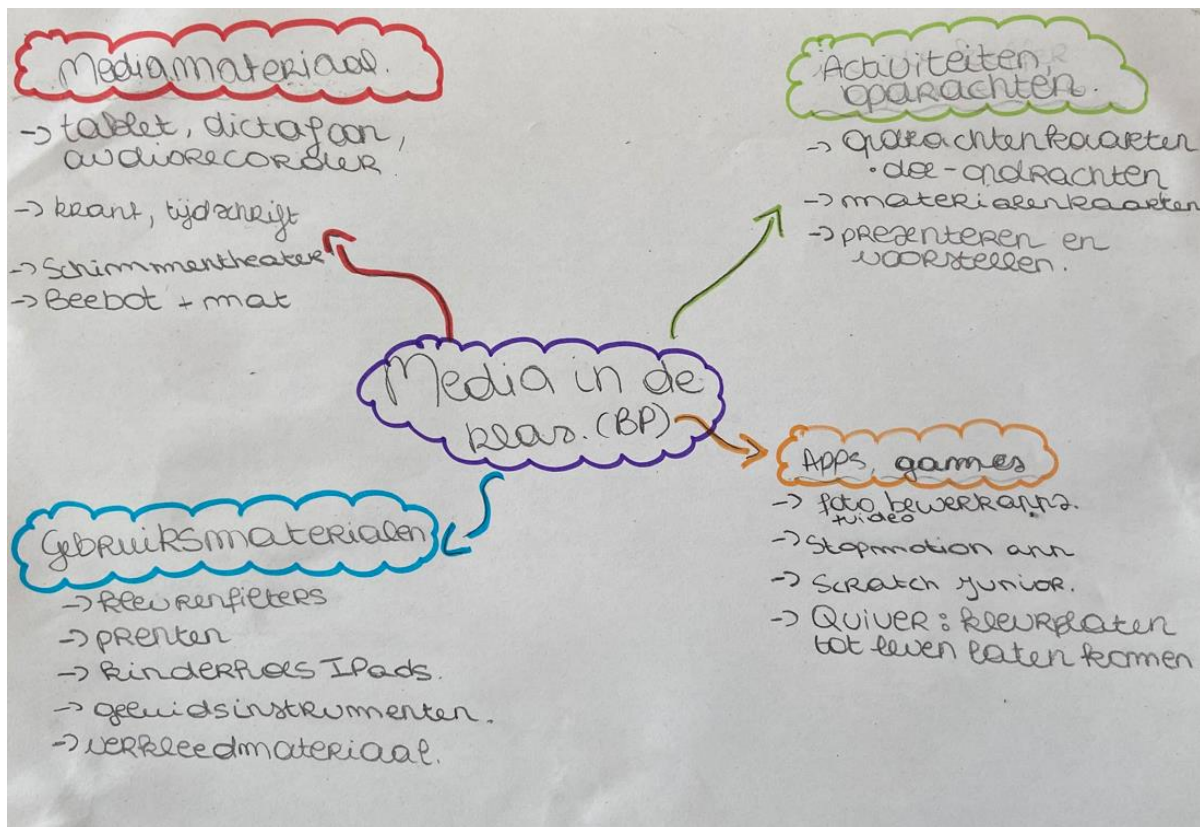 Mediamateriaal.
-> tablet, dictafoon,
audiorecorder
-> krant, tijdschrift
-> Schimmentheater
-> Beebot + mat
Activiteiten,
opdrachten.
-> opdrachtenkaarten
• doe-opdrachten
-> materialenkaarten
-> presenteren en
voorstellen.
Media in de
klas. (BP)
Apps, games
-> foto bewerkapps.
+video
-> Stopmotion app
-> Scratch junior.
-> Quiver: kleurplaten
tot leven laten komen
Gebruiksmaterialen
-> kleurenfilters
-> prenten
-> kinderhoes IPads.
-> geluidsinstrumenten.
-> verkleedmateriaal.